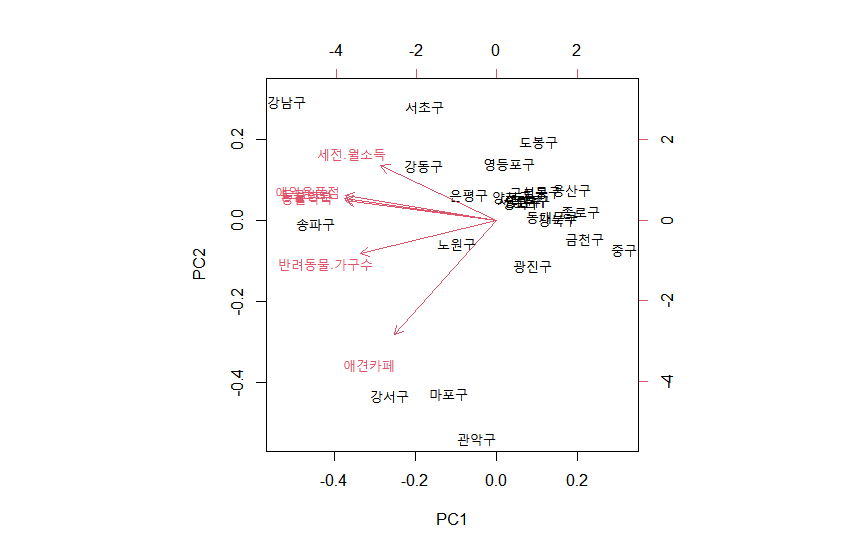 -4 -2 0 2
강남구
서초구
도봉구
세전.월소득
영등포구
강동구
은평구
용산구
종로구
송파구
노원구
금천구
중구
반려동물.가구수
광진구
애견카페
강서구
마포구
관악구
0.2
0.0
-0.2
-0.4
PC2
2
0
-2
-4
-0.4 -0.2 0.0 0.2
PC1